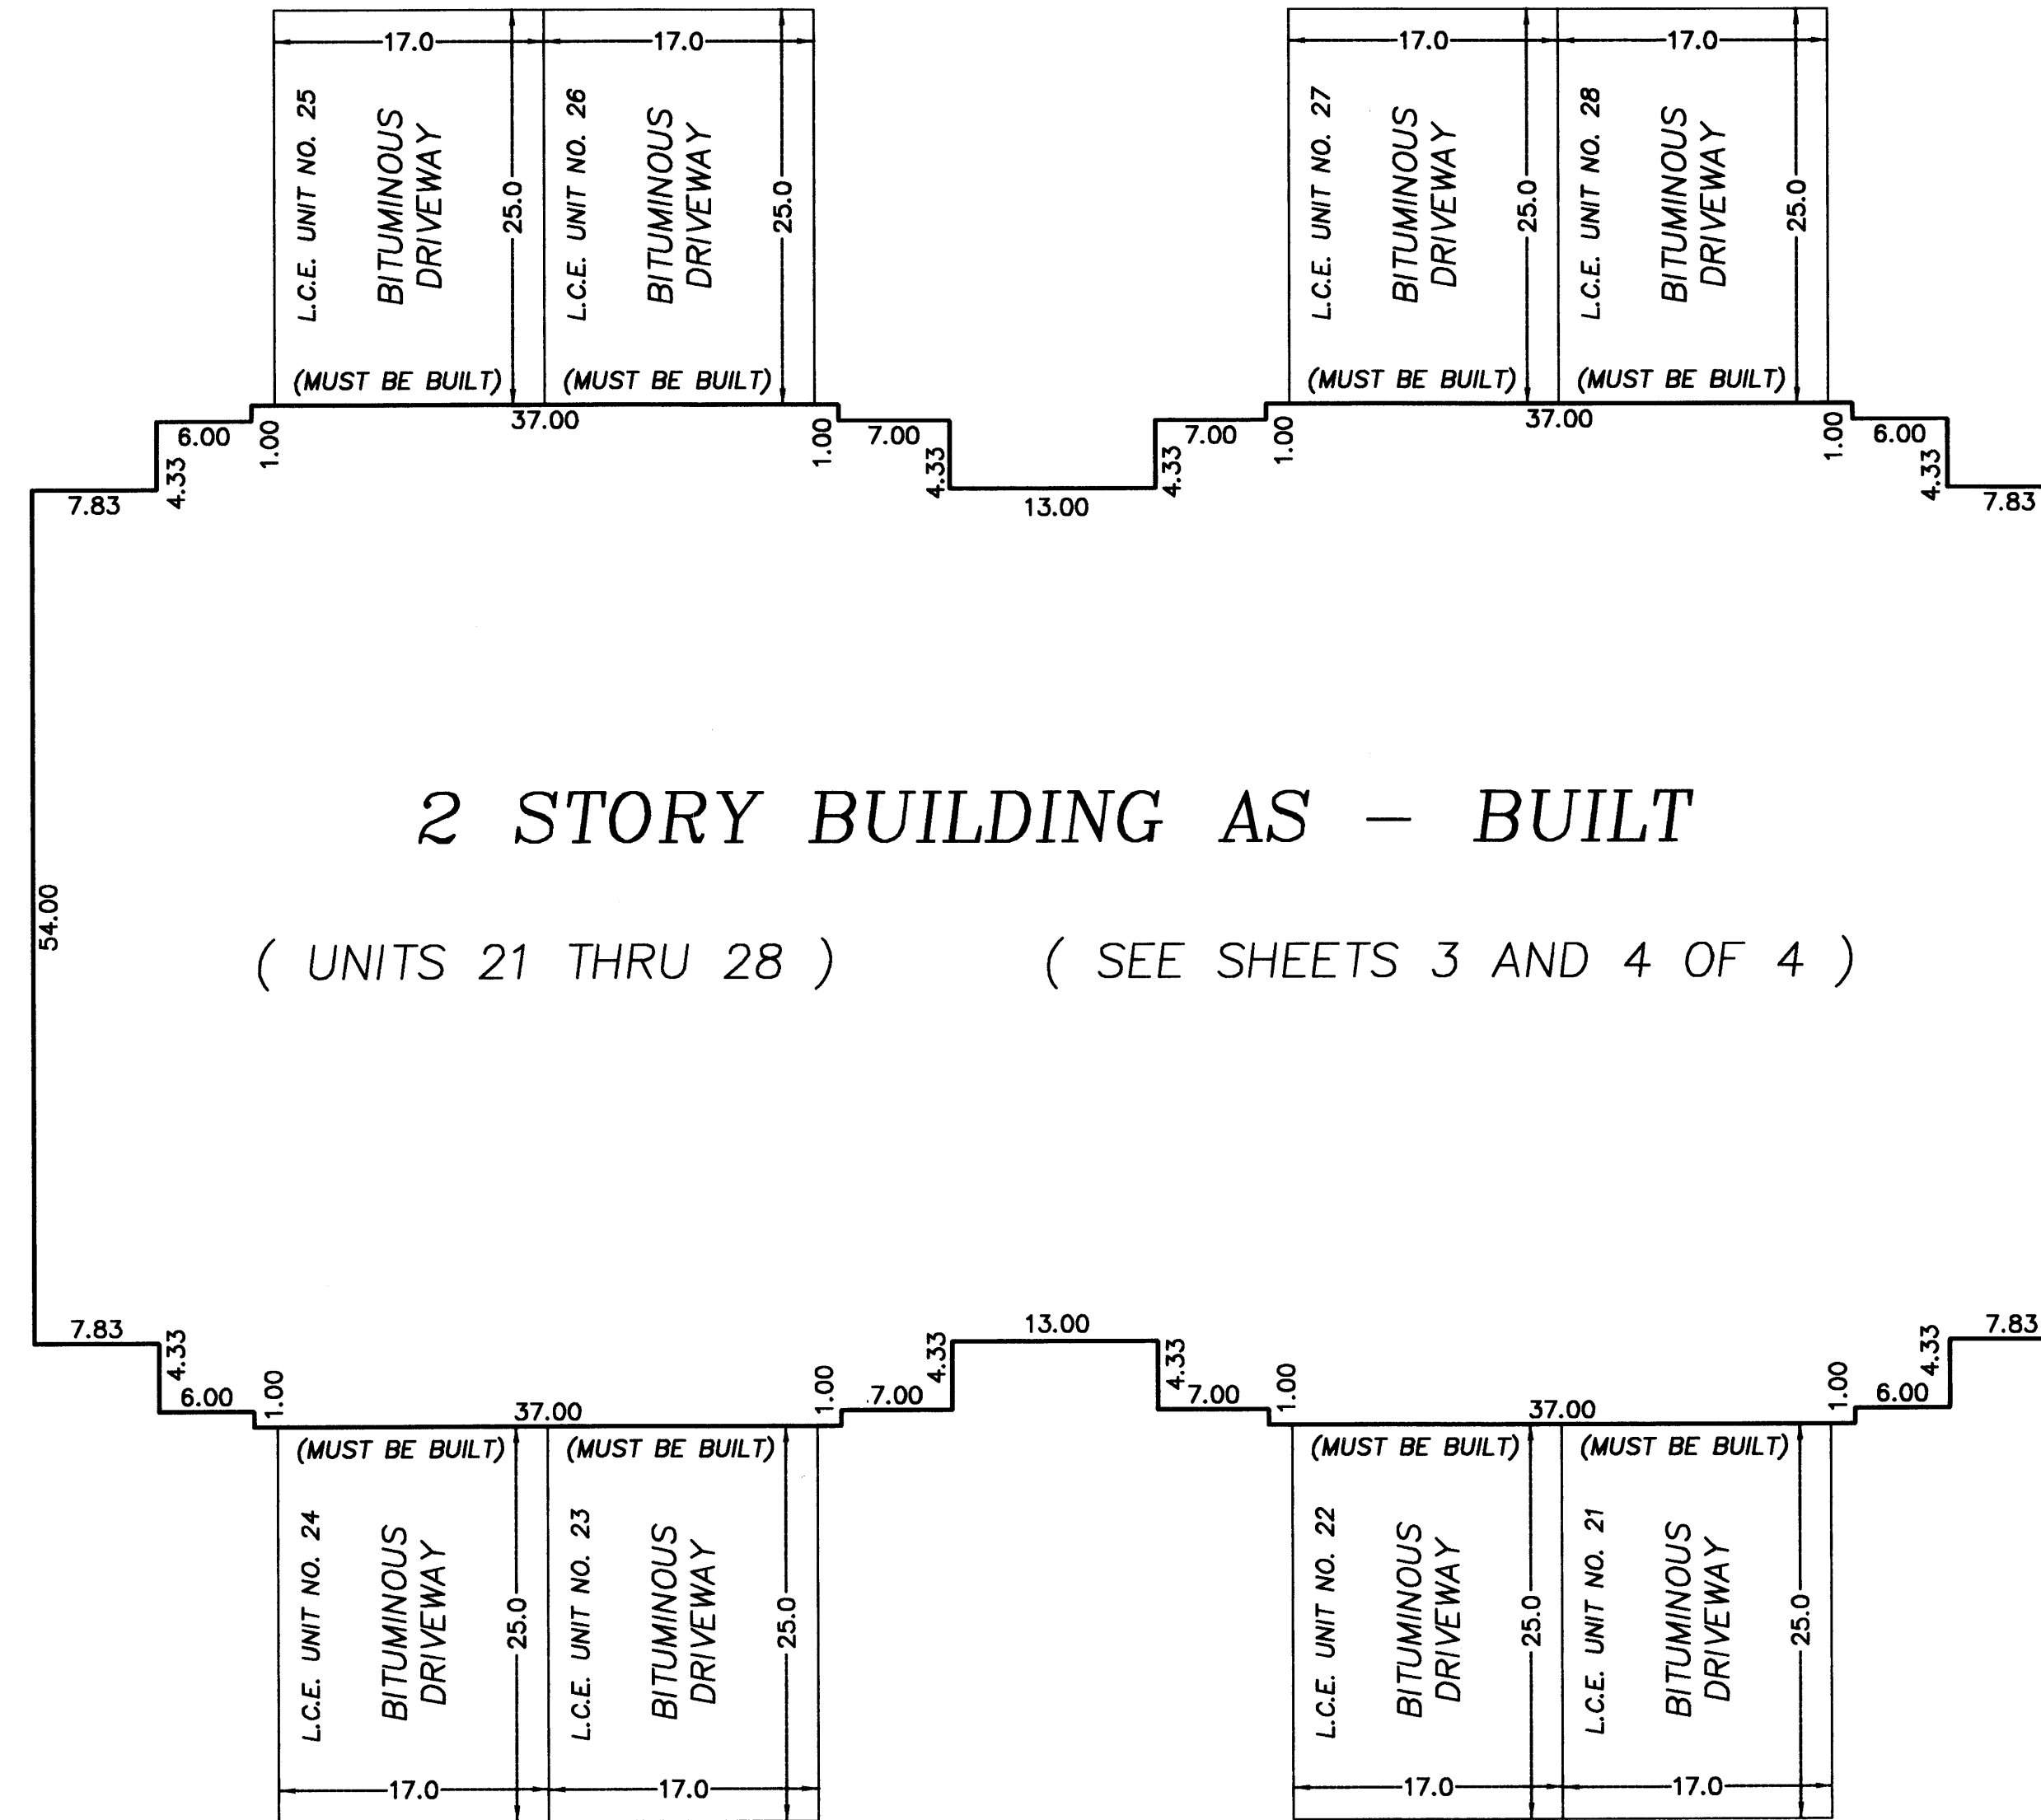 17.0
17.0
17.0
17.0
L.C.E. UNIT NO. 25
BITUMINOUS
DRIVEWAY
25.0
L.C.E. UNIT NO. 26
BITUMINOUS
DRIVEWAY
25.0
L.C.E. UNIT NO. 27
BITUMINOUS
DRIVEWAY
25.0
L.C.E. UNIT NO. 28
BITUMINOUS
DRIVEWAY
25.0
(MUST BE BUILT)
(MUST BE BUILT)
(MUST BE BUILT)
(MUST BE BUILT)
7.83
4.33
6.00
1.00
37.00
1.00
7.00
4.33
13.00
4.33
7.00
1.00
37.00
1.00
6.00
4.33
7.83
2 STORY BUILDING AS – BUILT
54.00
( UNITS 21 THRU 28 )
( SEE SHEETS 3 AND 4 OF 4 )
7.83
4.33
6.00
1.00
37.00
1.00
7.00
4.33
13.00
4.33
7.00
1.00
37.00
1.00
6.00
4.33
7.83
(MUST BE BUILT)
(MUST BE BUILT)
(MUST BE BUILT)
(MUST BE BUILT)
L.C.E. UNIT NO. 24
BITUMINOUS
DRIVEWAY
25.0
L.C.E. UNIT NO. 23
BITUMINOUS
DRIVEWAY
25.0
L.C.E. UNIT NO. 22
BITUMINOUS
DRIVEWAY
25.0
L.C.E. UNIT NO. 21
BITUMINOUS
DRIVEWAY
25.0
17.0
17.0
17.0
17.0